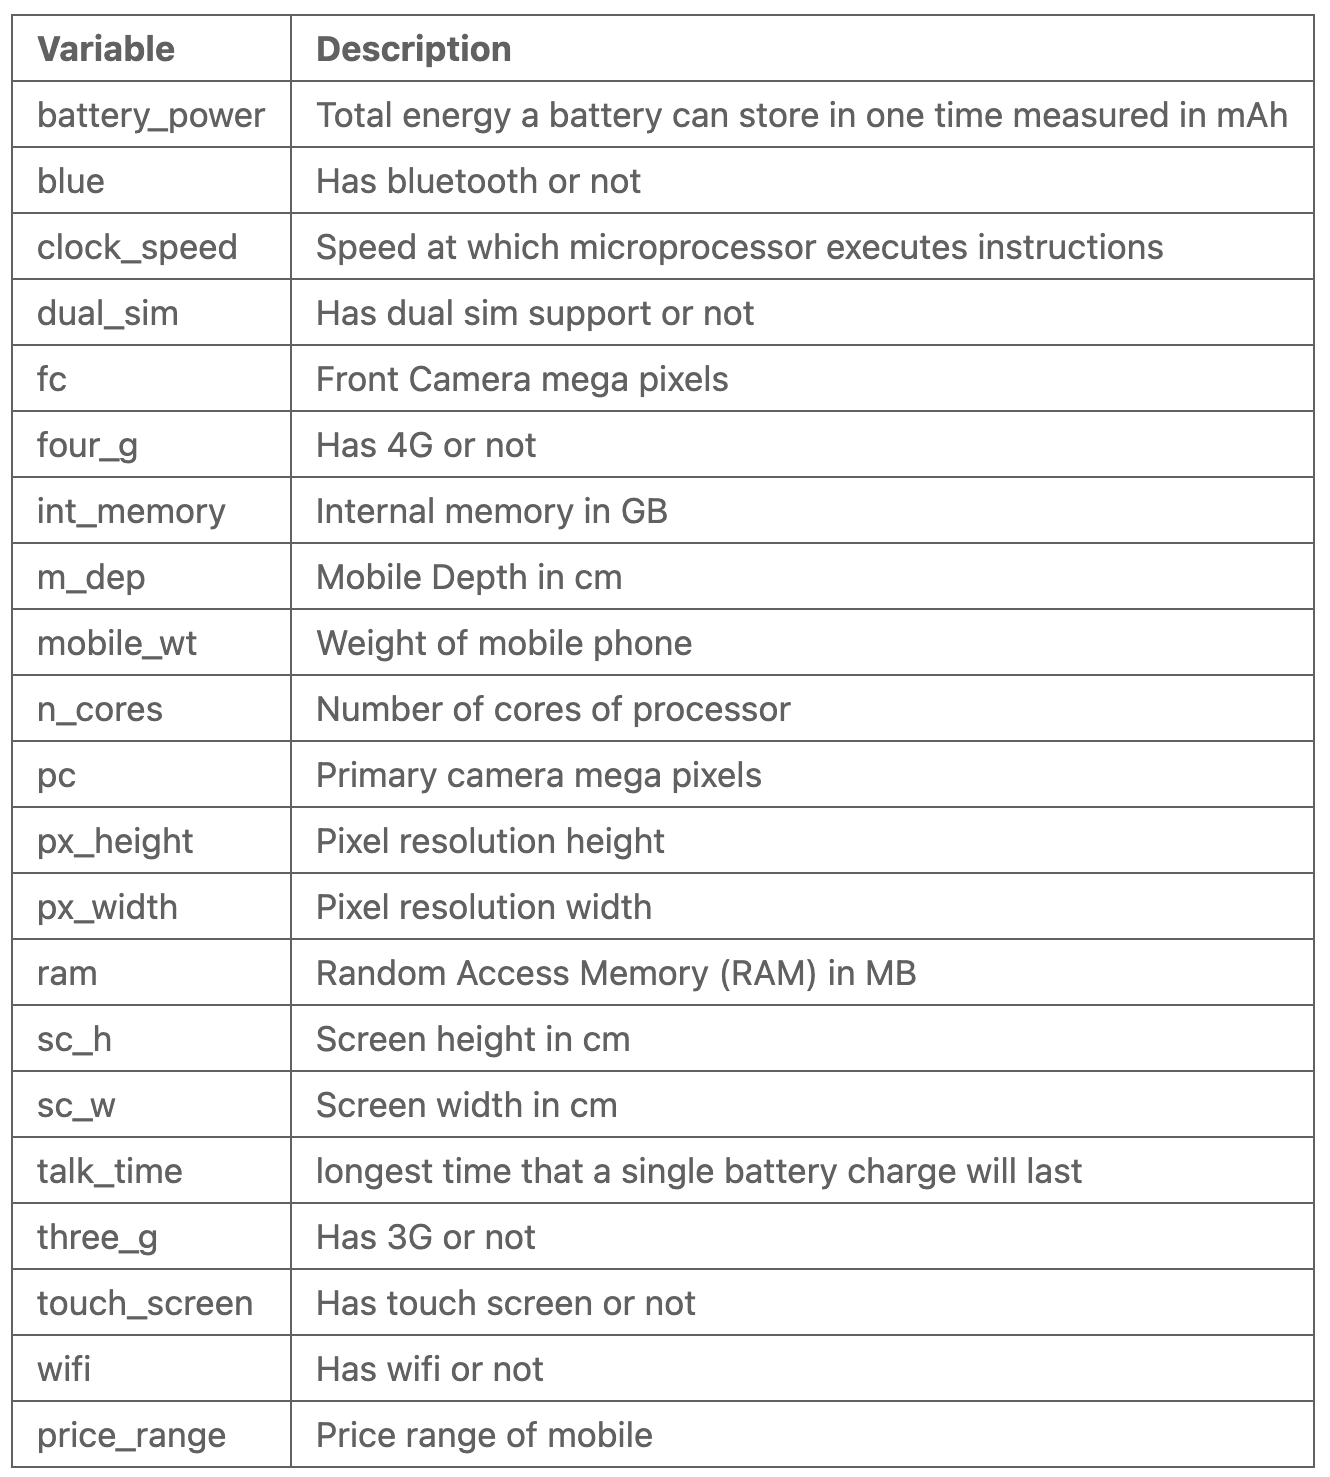 Variable Description
battery_power Total energy a battery can store in one time measured in mAh
blue Has bluetooth or not
clock_speed Speed at which microprocessor executes instructions
dual_sim Has dual sim support or not
fc Front Camera mega pixels
four_g Has 4G or not
int_memory Internal memory in GB
m_dep Mobile Depth in cm
mobile_wt Weight of mobile phone
n_cores Number of cores of processor
pc Primary camera mega pixels
px_height Pixel resolution height
px_width Pixel resolution width
ram Random Access Memory (RAM) in MB
sc_h Screen height in cm
sc_w Screen width in cm
talk_time longest time that a single battery charge will last
three_g Has 3G or not
touch_screen Has touch screen or not
wifi Has wifi or not
price_range Price range of mobile